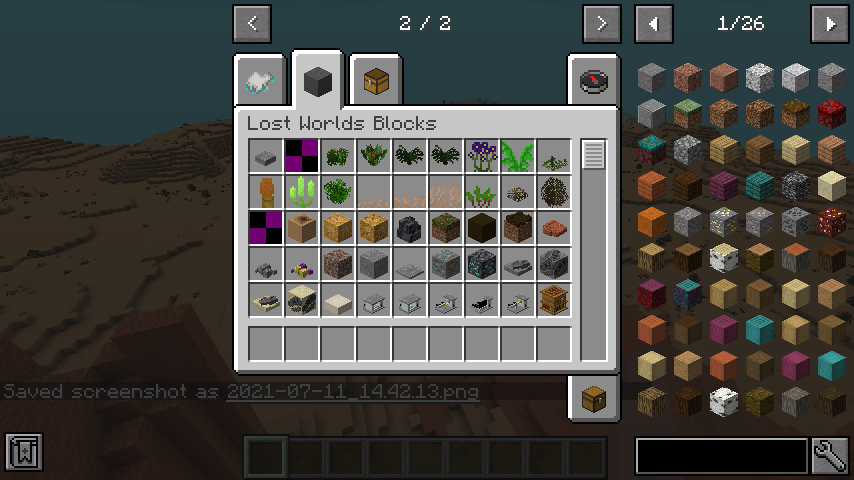 <
2 / 2
>
1/26
Lost Worlds Blocks
Saved screenshot as 2021-07-11_14.42.13.png